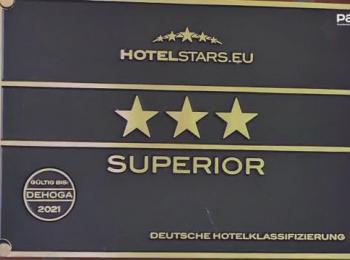 HOTELSTARS.EU
SUPERIOR
GÜLTIG BIS:
DEHOGA
2021
DEUTSCHE HOTELKLASSIFIZIERUNG